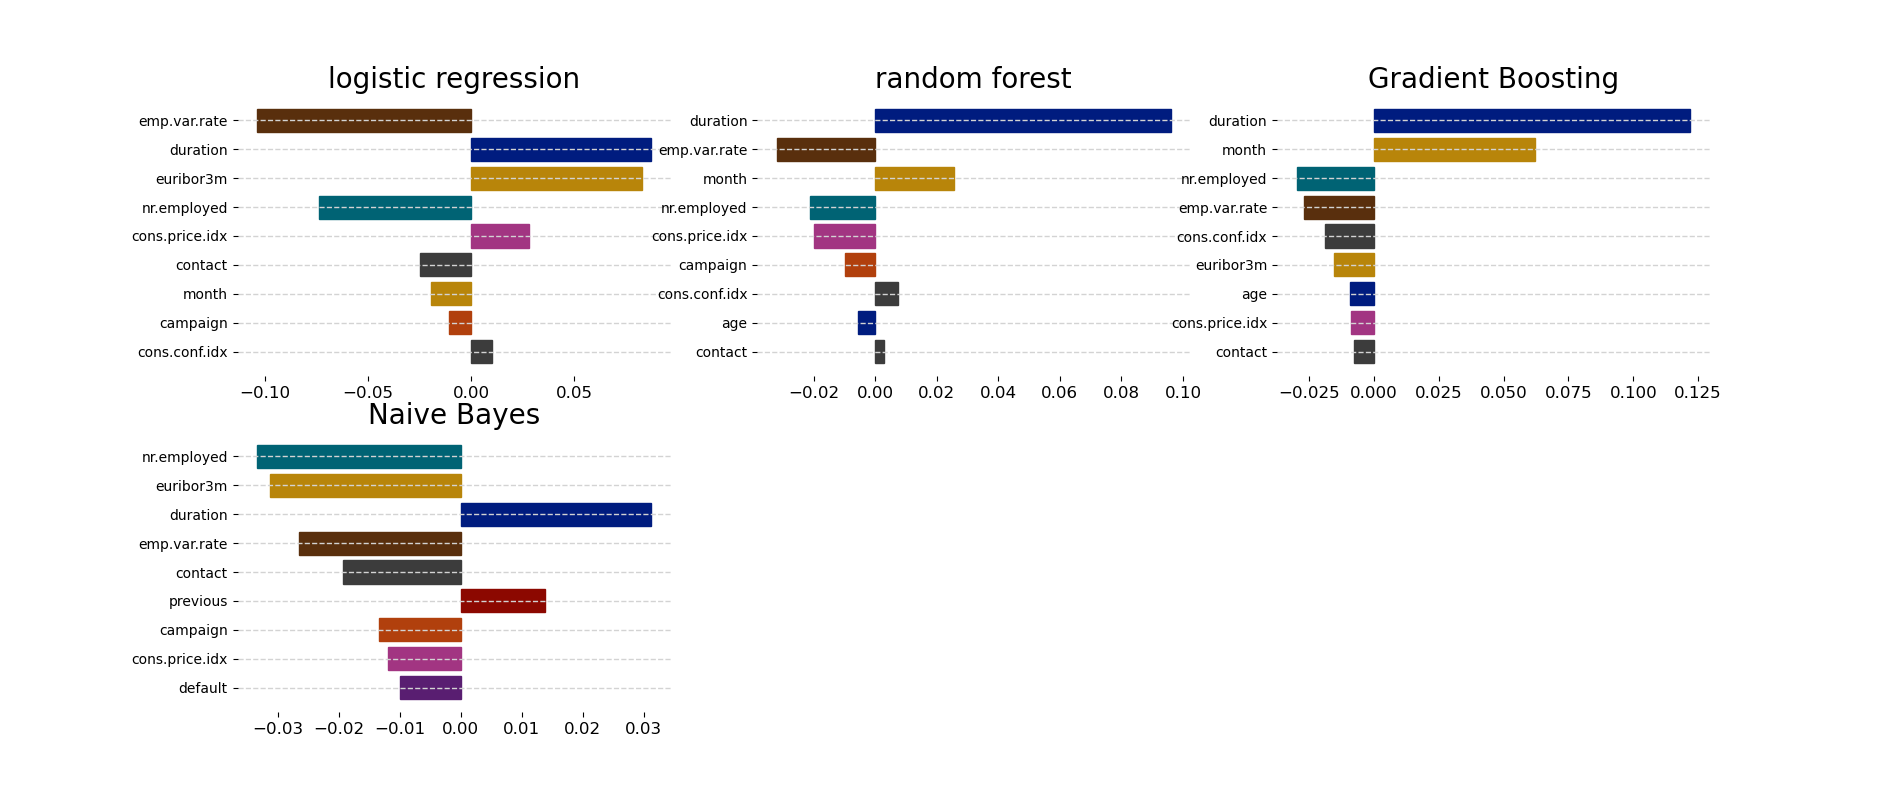 logistic regression
emp.var.rate
duration
euribor3m
nr.employed
cons.price.idx
contact
month
campaign
cons.conf.idx
−0.10 −0.05 0.00 0.05
random forest
duration
emp.var.rate
month
nr.employed
cons.price.idx
campaign
cons.conf.idx
age
contact
−0.02 0.00 0.02 0.04 0.06 0.08 0.10
Gradient Boosting
duration
month
nr.employed
emp.var.rate
cons.conf.idx
euribor3m
age
cons.price.idx
contact
−0.025 0.000 0.025 0.050 0.075 0.100 0.125
Naive Bayes
nr.employed
euribor3m
duration
emp.var.rate
contact
previous
campaign
cons.price.idx
default
−0.03 −0.02 −0.01 0.00 0.01 0.02 0.03